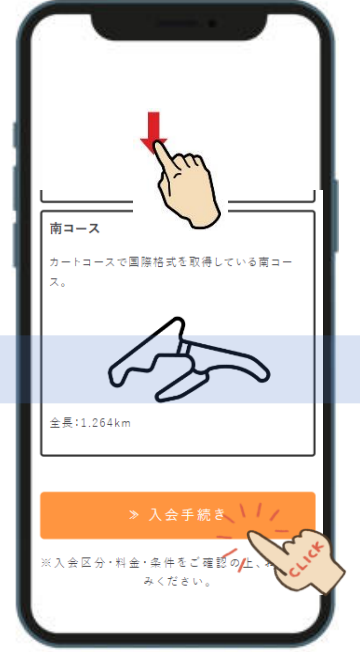 南コース
カートコースで国際格式を取得している南コー
ス。
全長:1.264km
≫ 入会手続き
※入会区分・料金・条件をご確認の上、
みください。
CLICK